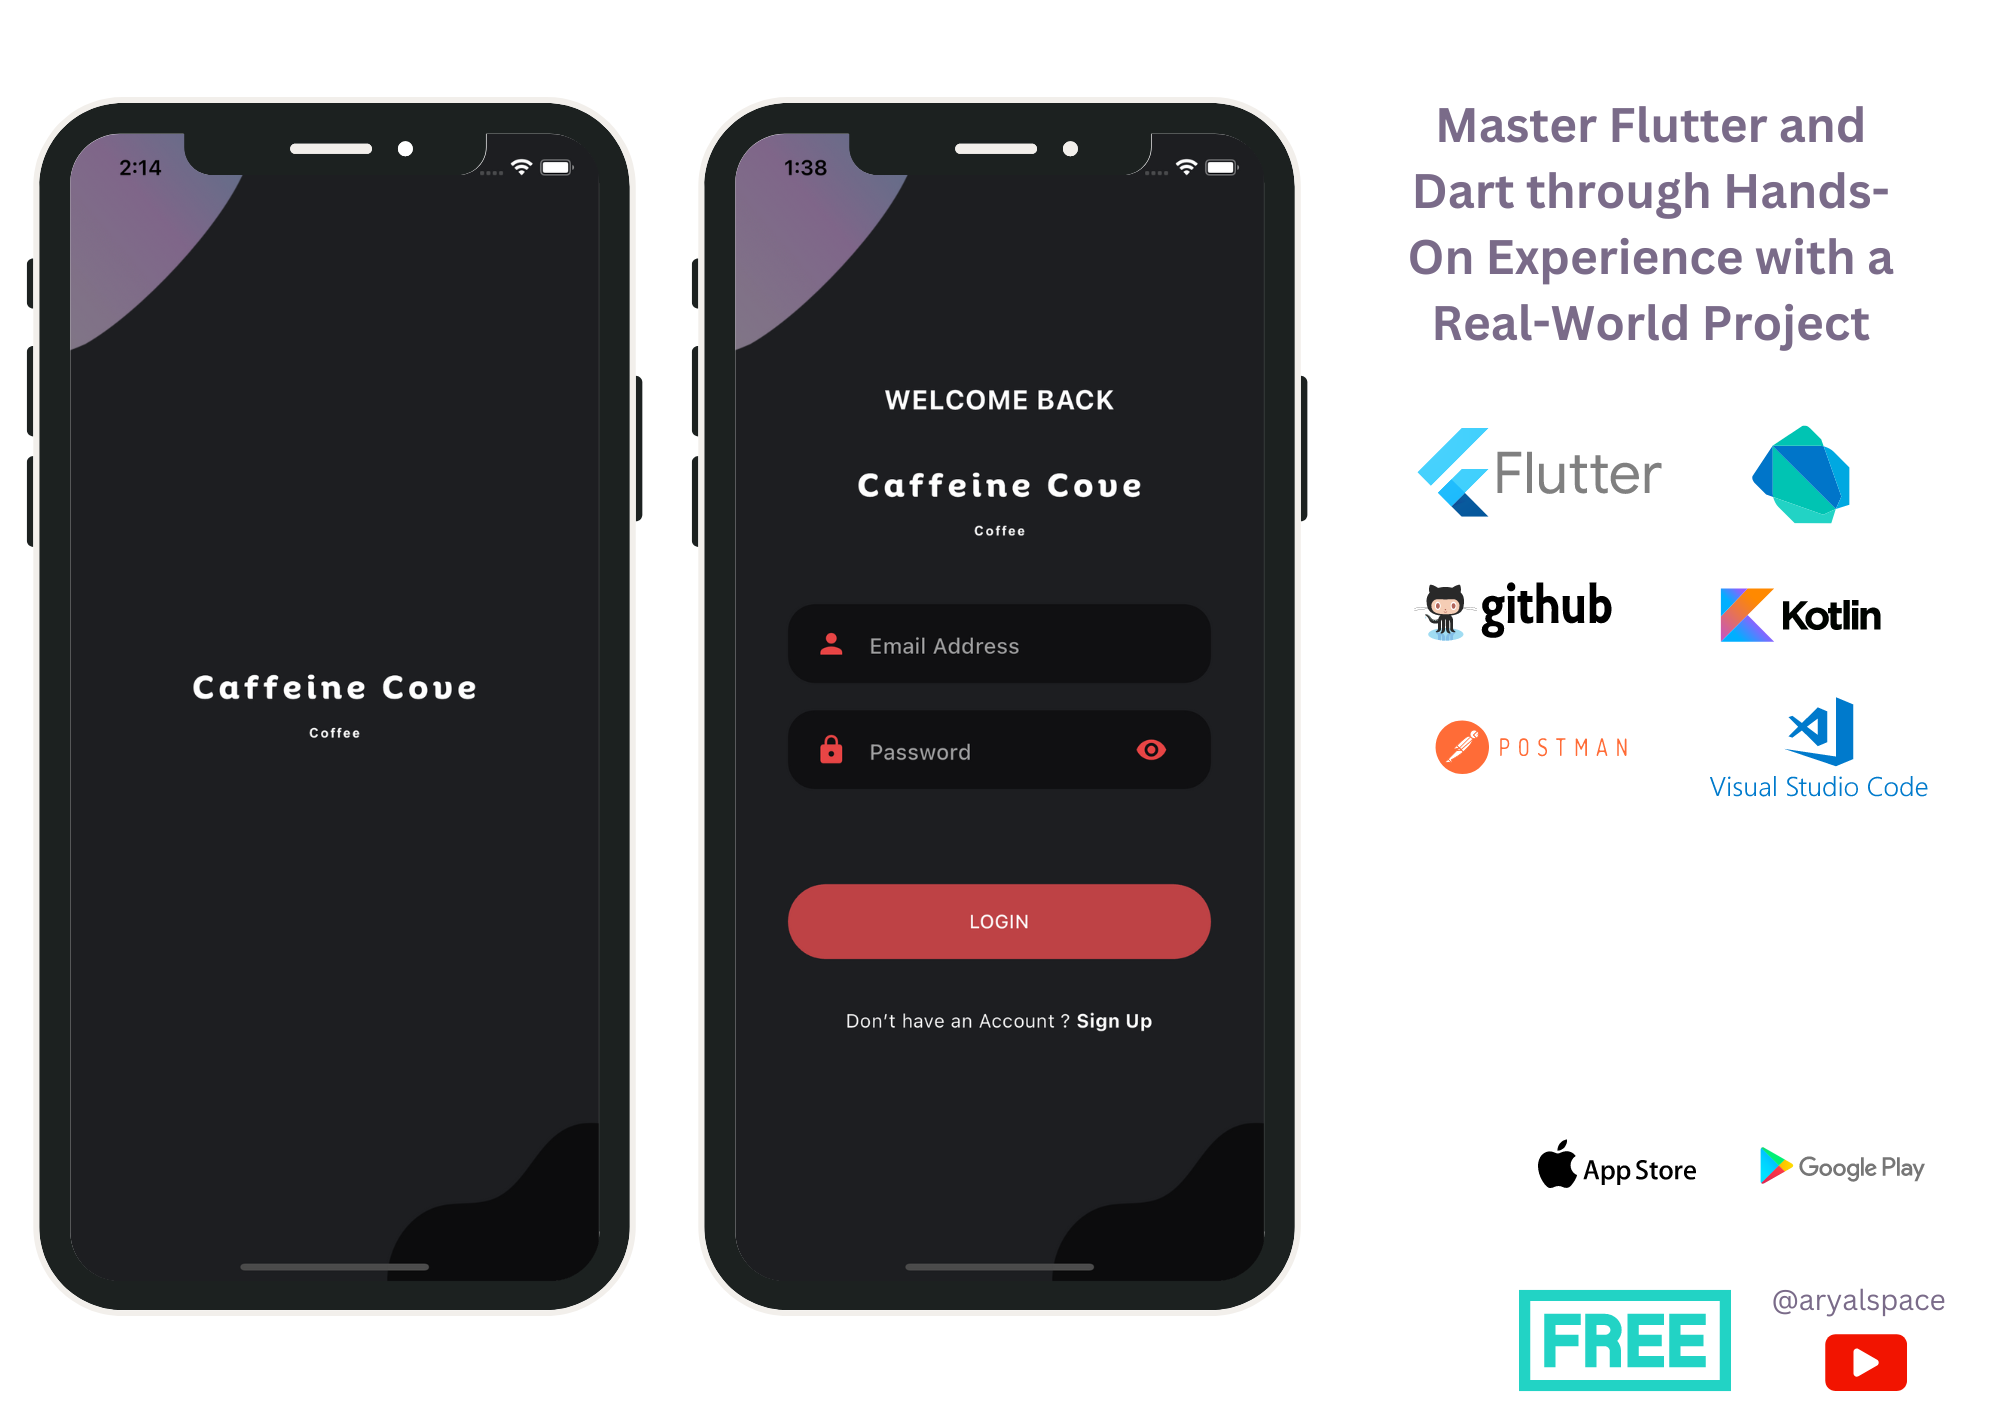 2:14
Caffeine Cove
Coffee
1:38
WELCOME BACK
Caffeine Cove
Coffee
Email Address
Password
LOGIN
Don't have an Account ? Sign Up
Master Flutter and
Dart through Hands-
On Experience with a
Real-World Project
Flutter
github
Kotlin
POSTMAN
Visual Studio Code
App Store
Google Play
FREE
@aryalspace